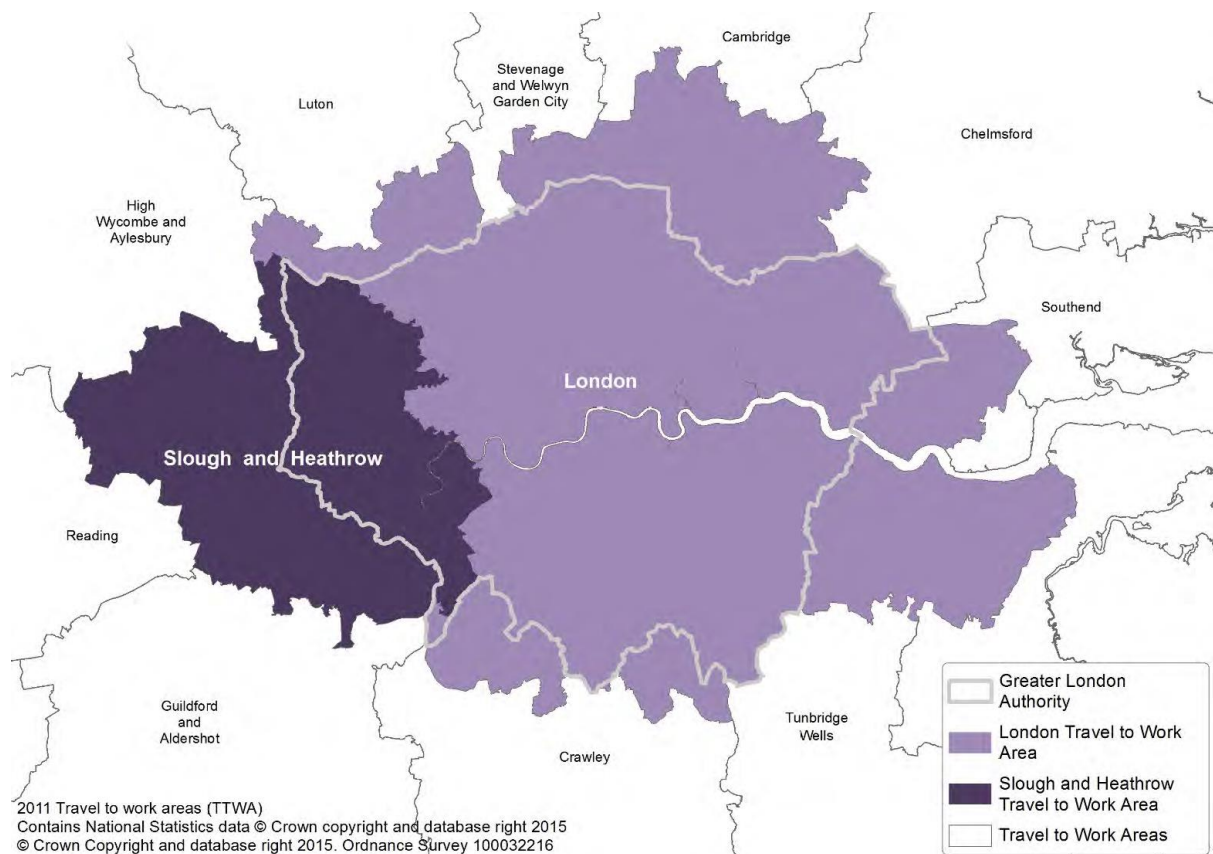 Cambridge
Stevenage
and Welwyn
Garden City
Luton
Chelmsford
High
Wycombe and
Aylesbury
Southend
London
Slough and Heathrow
Reading
Guildford
and
Aldershot
Crawley
Tunbridge
Wells
Greater London
Authority
London Travel to Work
Area
Slough and Heathrow
Travel to Work Area
Travel to Work Areas
2011 Travel to work areas (TTWA)
Contains National Statistics data © Crown copyright and database right 2015
© Crown Copyright and database right 2015. Ordnance Survey 100032216